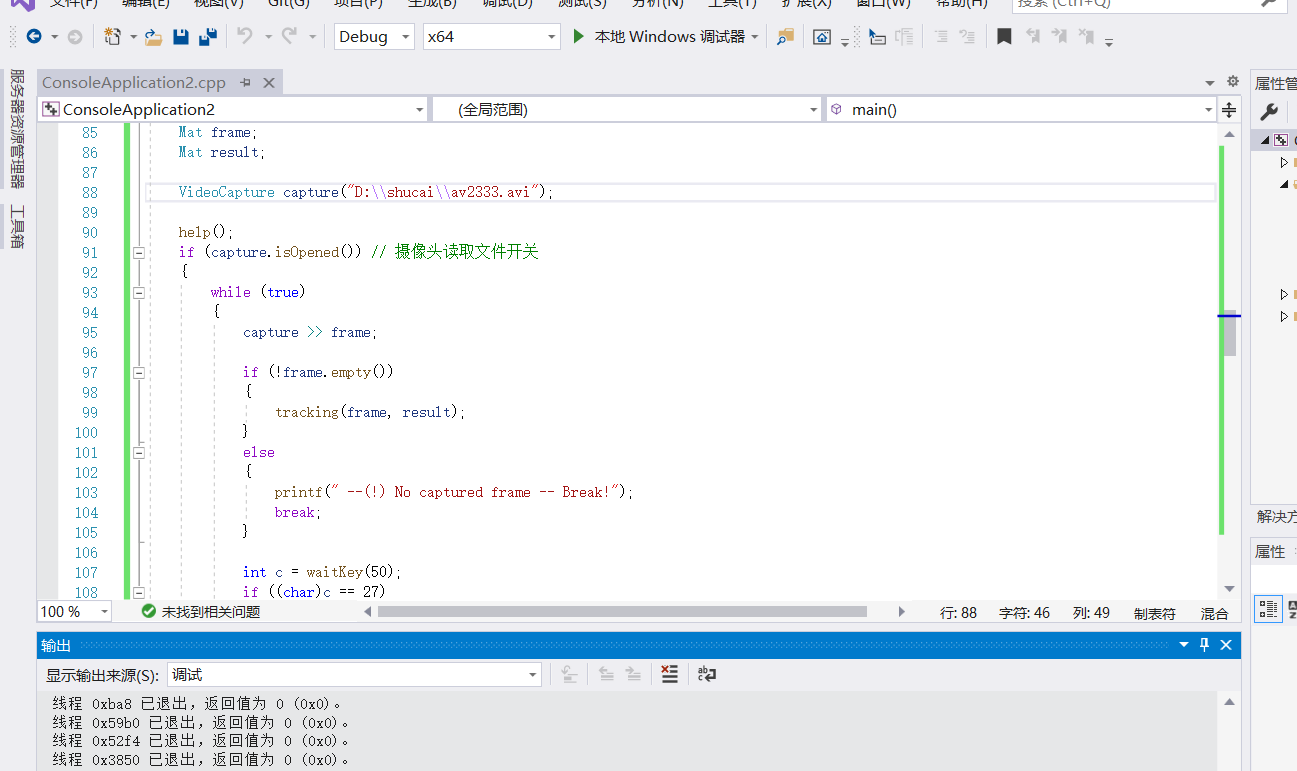 文件(F) 编辑(E) 视图(V) Git(G) 项目(P) 生成(B) 调试(D) 测试(S) 分析(N) 工具(T) 扩展(X) 窗口(W) 帮助(H) 搜索 (Ctrl+Q)
Debug x64 本地 Windows 调试器
服务器资源管理器
工具箱
ConsoleApplication2.cpp
属性管
ConsoleApplication2 (全局范围) main()
85 Mat frame;
86 Mat result;
87
88 VideoCapture capture("D:\\shucai\\av2333.avi");
89
90 help();
91 if (capture.isOpened()) // 摄像头读取文件开关
92 {
93 while (true)
94 {
95 capture >> frame;
96
97 if (!frame.empty())
98 {
99 tracking(frame, result);
100 }
101 else
102 {
103 printf(" --(!) No captured frame -- Break!");
104 break;
105 }
106
107 int c = waitKey(50);
108 if ((char)c == 27)
解决方
属性
100 % 未找到相关问题 行: 88 字符: 46 列: 49 制表符 混合
输出
显示输出来源(S): 调试
线程 0xba8 已退出，返回值为 0 (0x0)。
线程 0x59b0 已退出，返回值为 0 (0x0)。
线程 0x52f4 已退出，返回值为 0 (0x0)。
线程 0x3850 已退出，返回值为 0 (0x0)。